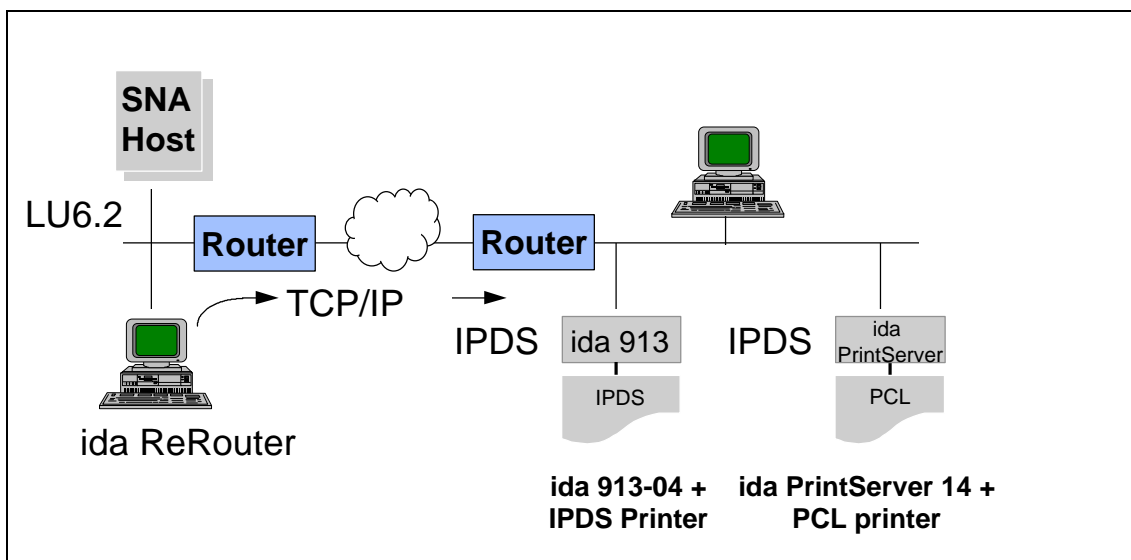 SNA
Host
LU6.2
Router
Router
TCP/IP
IPDS
ida 913
IPDS
IPDS
ida
PrintServer
PCL
ida ReRouter
ida 913-04 +
IPDS Printer
ida PrintServer 14 +
PCL printer